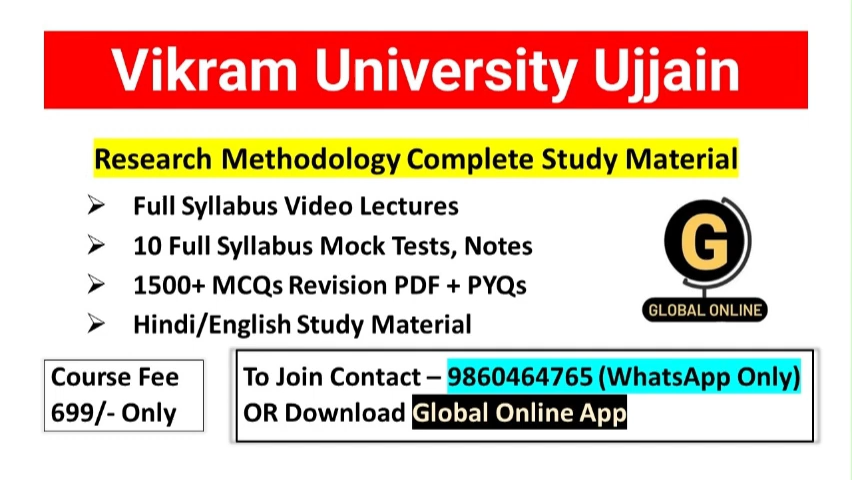 Vikram University Ujjain
Research Methodology Complete Study Material
➢ Full Syllabus Video Lectures
➢ 10 Full Syllabus Mock Tests, Notes
➢ 1500+ MCQs Revision PDF + PYQs
➢ Hindi/English Study Material
G
GLOBAL ONLINE
Course Fee
699/- Only
To Join Contact – 9860464765 (WhatsApp Only)
OR Download Global Online App